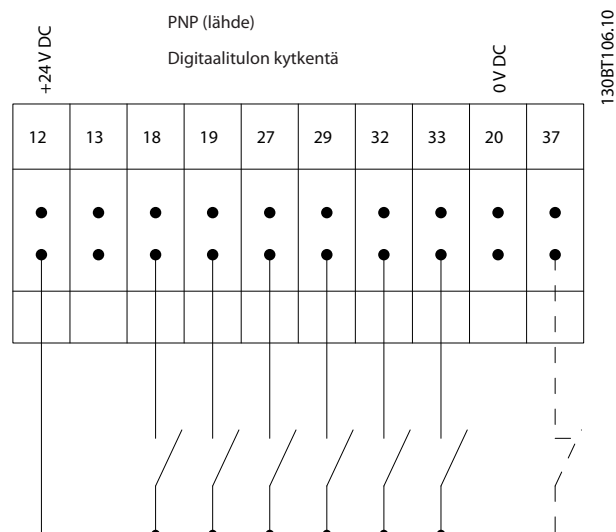 PNP (lähde)
Digitaalitulon kytkentä
+24 V DC
0 V DC
130BT106.10
12 13 18 19 27 29 32 33 20 37